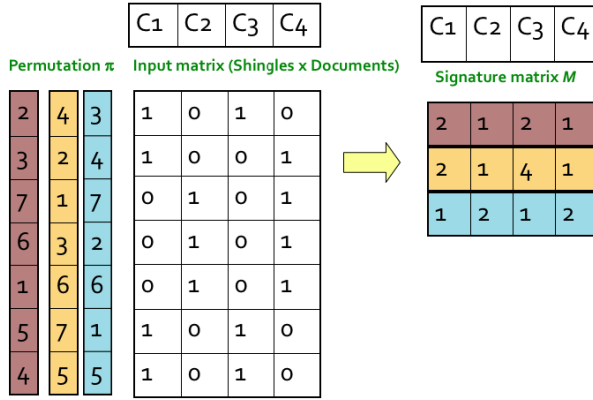 C1 C2 C3 C4
C1 C2 C3 C4
Permutation π Input matrix (Shingles x Documents)
Signature matrix M
2 4 3 1 0 1 0
3 2 4 1 0 0 1
7 1 7 0 1 0 1
6 3 2 0 1 0 1
1 6 6 0 1 0 1
5 7 1 1 0 1 0
4 5 5 1 0 1 0
2 1 2 1
2 1 4 1
1 2 1 2